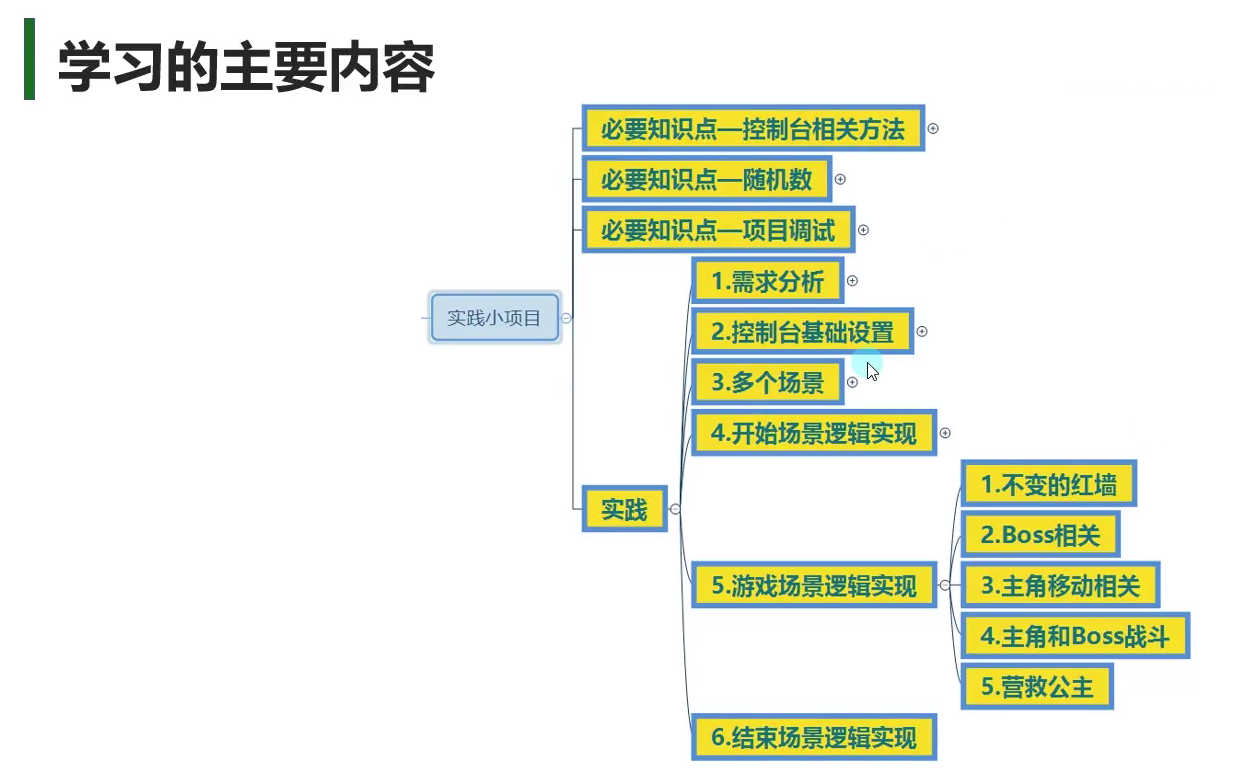 学习的主要内容
必要知识点—控制台相关方法
必要知识点—随机数
必要知识点—项目调试
实践小项目
实践
1.需求分析
2.控制台基础设置
3.多个场景
4.开始场景逻辑实现
5.游戏场景逻辑实现
1.不变的红墙
2.Boss相关
3.主角移动相关
4.主角和Boss战斗
5.营救公主
6.结束场景逻辑实现